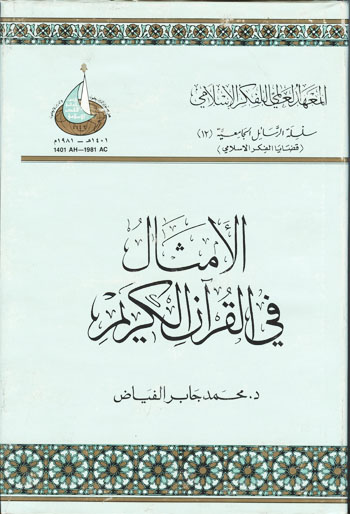 المعهد العالمي للفكر الإسلامي
سلسلة الرسائل الجامعية (١٢)
(قضايا الفكر الاسلامي)
١٤٠١هـ - ١٩٨١م
1401 AH—1981 AC
الأمثال
في القرآن الكريم
د. محمد جابر الفياض